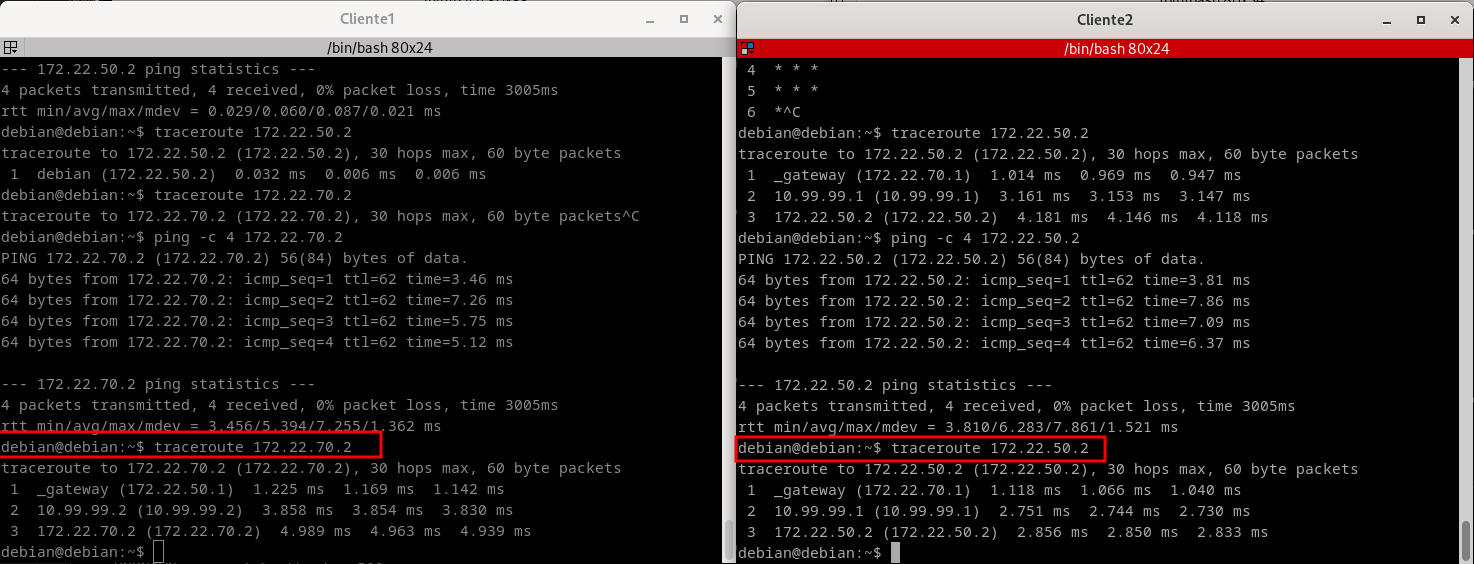 Cliente1
/bin/bash 80x24
--- 172.22.50.2 ping statistics ---
4 packets transmitted, 4 received, 0% packet loss, time 3005ms
rtt min/avg/max/mdev = 0.029/0.060/0.087/0.021 ms
debian@debian:~$ traceroute 172.22.50.2
traceroute to 172.22.50.2 (172.22.50.2), 30 hops max, 60 byte packets
 1  debian (172.22.50.2)  0.032 ms  0.006 ms  0.006 ms
debian@debian:~$ traceroute 172.22.70.2
traceroute to 172.22.70.2 (172.22.70.2), 30 hops max, 60 byte packets^C
debian@debian:~$ ping -c 4 172.22.70.2
PING 172.22.70.2 (172.22.70.2) 56(84) bytes of data.
64 bytes from 172.22.70.2: icmp_seq=1 ttl=62 time=3.46 ms
64 bytes from 172.22.70.2: icmp_seq=2 ttl=62 time=7.26 ms
64 bytes from 172.22.70.2: icmp_seq=3 ttl=62 time=5.75 ms
64 bytes from 172.22.70.2: icmp_seq=4 ttl=62 time=5.12 ms
--- 172.22.70.2 ping statistics ---
4 packets transmitted, 4 received, 0% packet loss, time 3005ms
rtt min/avg/max/mdev = 3.456/5.394/7.255/1.362 ms
debian@debian:~$ traceroute 172.22.70.2
traceroute to 172.22.70.2 (172.22.70.2), 30 hops max, 60 byte packets
 1  _gateway (172.22.50.1)  1.225 ms  1.169 ms  1.142 ms
 2  10.99.99.2 (10.99.99.2)  3.858 ms  3.854 ms  3.830 ms
 3  172.22.70.2 (172.22.70.2)  4.989 ms  4.963 ms  4.939 ms
debian@debian:~$
Cliente2
/bin/bash 80x24
 4  * * *
 5  * * *
 6  *^C
debian@debian:~$ traceroute 172.22.50.2
traceroute to 172.22.50.2 (172.22.50.2), 30 hops max, 60 byte packets
 1  _gateway (172.22.70.1)  1.014 ms  0.969 ms  0.947 ms
 2  10.99.99.1 (10.99.99.1)  3.161 ms  3.153 ms  3.147 ms
 3  172.22.50.2 (172.22.50.2)  4.181 ms  4.146 ms  4.118 ms
debian@debian:~$ ping -c 4 172.22.50.2
PING 172.22.50.2 (172.22.50.2) 56(84) bytes of data.
64 bytes from 172.22.50.2: icmp_seq=1 ttl=62 time=3.81 ms
64 bytes from 172.22.50.2: icmp_seq=2 ttl=62 time=7.86 ms
64 bytes from 172.22.50.2: icmp_seq=3 ttl=62 time=7.09 ms
64 bytes from 172.22.50.2: icmp_seq=4 ttl=62 time=6.37 ms
--- 172.22.50.2 ping statistics ---
4 packets transmitted, 4 received, 0% packet loss, time 3005ms
rtt min/avg/max/mdev = 3.810/6.283/7.861/1.521 ms
debian@debian:~$ traceroute 172.22.50.2
traceroute to 172.22.50.2 (172.22.50.2), 30 hops max, 60 byte packets
 1  _gateway (172.22.70.1)  1.118 ms  1.066 ms  1.040 ms
 2  10.99.99.1 (10.99.99.1)  2.751 ms  2.744 ms  2.730 ms
 3  172.22.50.2 (172.22.50.2)  2.856 ms  2.850 ms  2.833 ms
debian@debian:~$